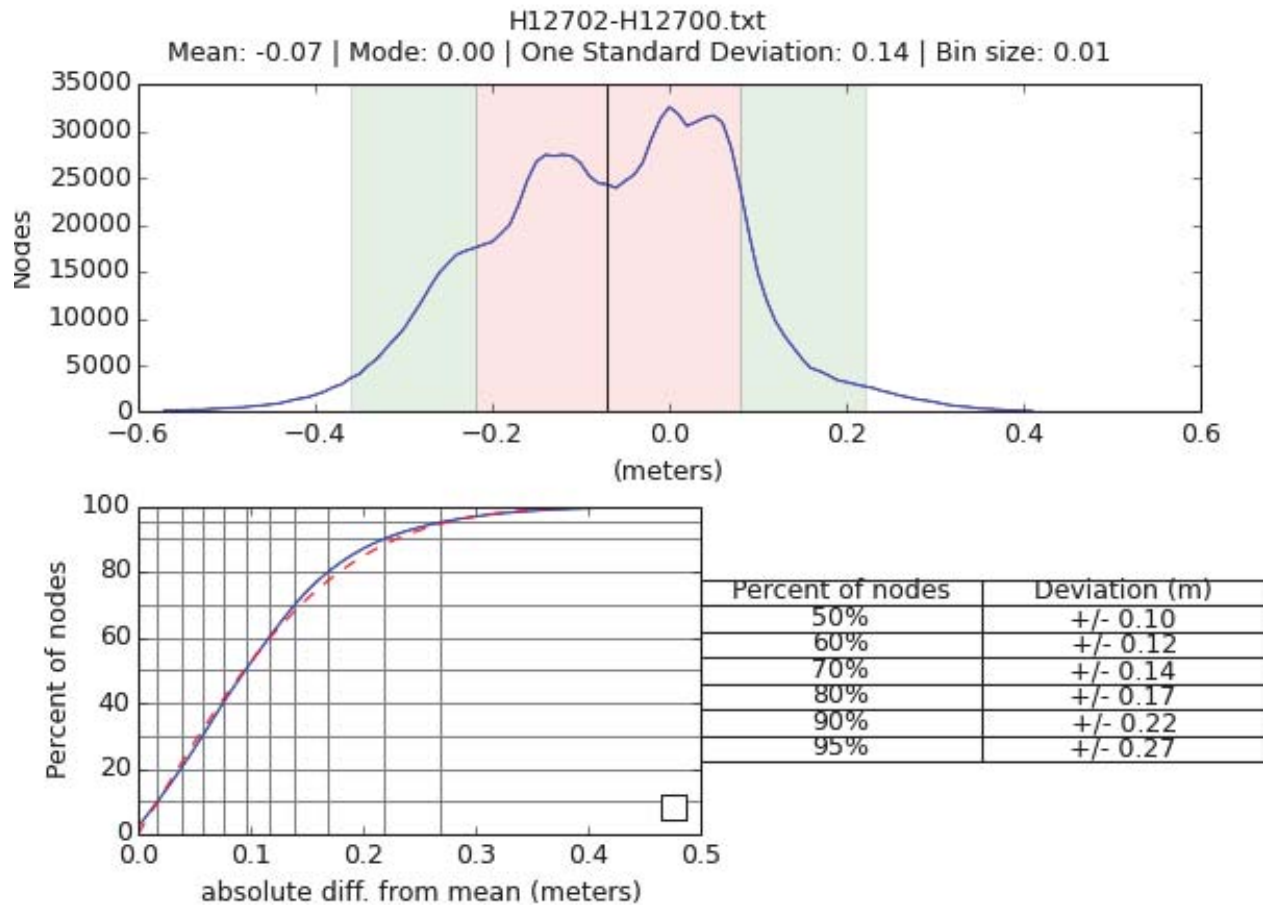 H12702-H12700.txt
Mean: -0.07 | Mode: 0.00 | One Standard Deviation: 0.14 | Bin size: 0.01
35000
30000
25000
20000
15000
10000
5000
0
Nodes
−0.6 −0.4 −0.2 0.0 0.2 0.4 0.6
(meters)
100
80
60
40
20
0
Percent of nodes
0.0 0.1 0.2 0.3 0.4 0.5
absolute diff. from mean (meters)
Percent of nodes Deviation (m)
50% +/- 0.10
60% +/- 0.12
70% +/- 0.14
80% +/- 0.17
90% +/- 0.22
95% +/- 0.27